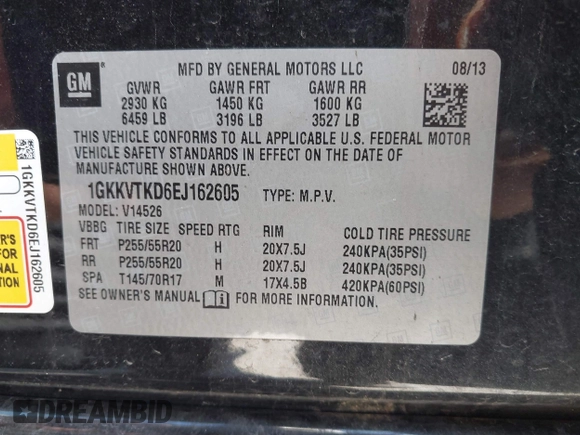 GM
MFD BY GENERAL MOTORS LLC 08/13
GVWR GAWR FRT GAWR RR
2930 KG 1450 KG 1600 KG
6459 LB 3196 LB 3527 LB
THIS VEHICLE CONFORMS TO ALL APPLICABLE U.S. FEDERAL MOTOR
VEHICLE SAFETY STANDARDS IN EFFECT ON THE DATE OF
MANUFACTURE SHOWN ABOVE.
1GKKVTKD6EJ162605 TYPE: M.P.V.
MODEL: V14526
VBBG TIRE SIZE SPEED RTG RIM COLD TIRE PRESSURE
FRT P255/55R20 H 20X7.5J 240KPA(35PSI)
RR P255/55R20 H 20X7.5J 240KPA(35PSI)
SPA T145/70R17 M 17X4.5B 420KPA(60PSI)
SEE OWNER'S MANUAL FOR MORE INFORMATION.
1GKKVTKD6EJ162605
DREAMBID